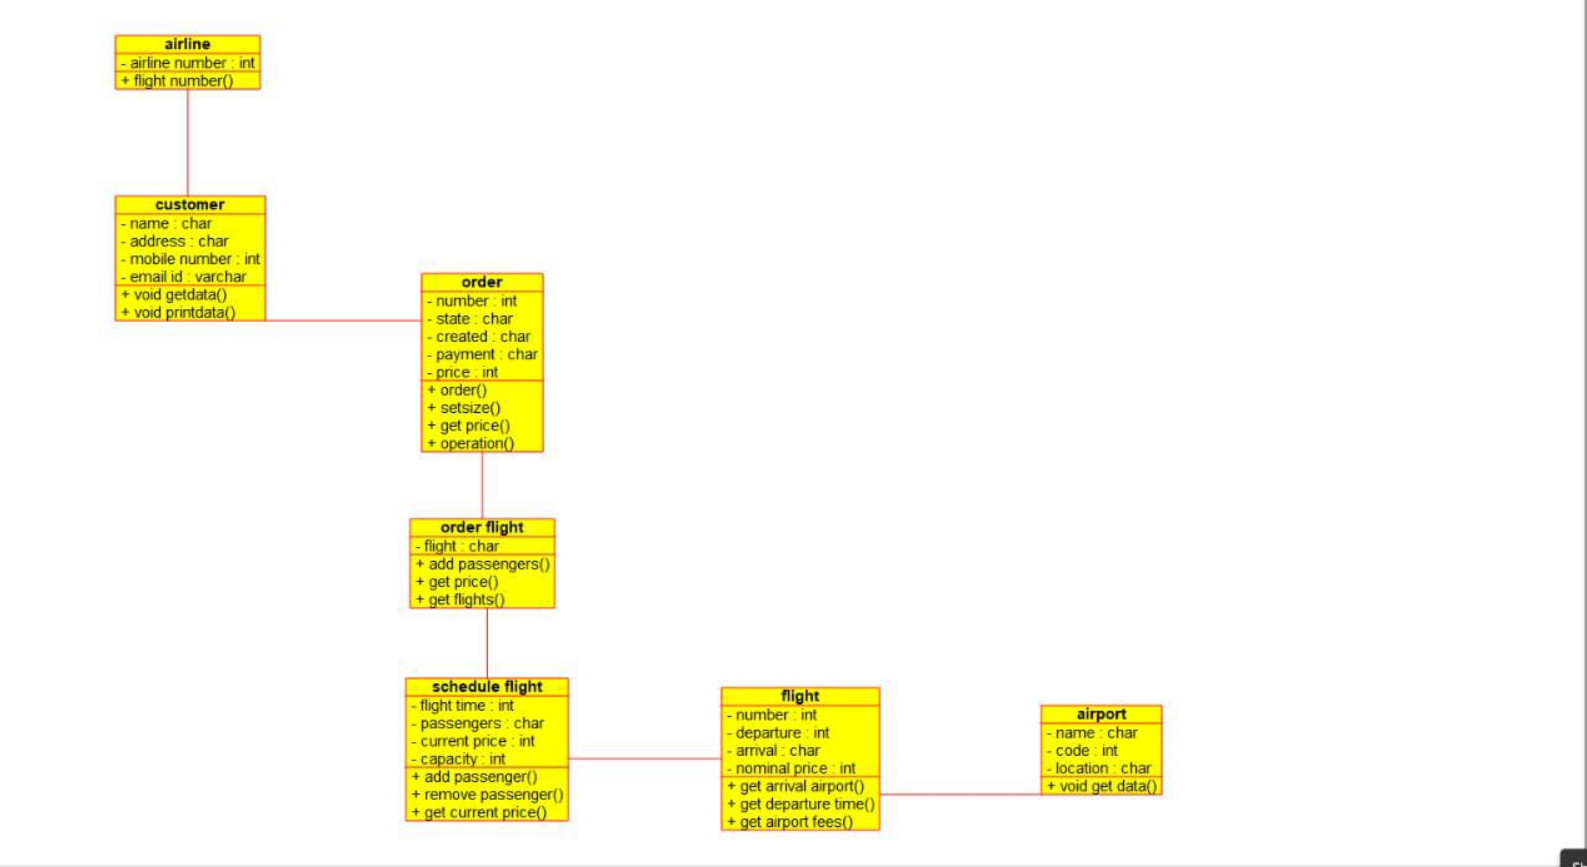 airline
- airline number : int
+ flight number()
customer
- name : char
- address : char
- mobile number : int
- email id : varchar
+ void getdata()
+ void printdata()
order
- number : int
- state : char
- created : char
- payment : char
- price : int
+ order()
+ setsize()
+ get price()
+ operation()
order flight
- flight : char
+ add passengers()
+ get price()
+ get flights()
schedule flight
- flight time : int
- passengers : char
- current price : int
- capacity : int
+ add passenger()
+ remove passenger()
+ get current price()
flight
- number : int
- departure : int
- arrival : char
- nominal price : int
+ get arrival airport()
+ get departure time()
+ get airport fees()
airport
- name : char
- code : int
- location : char
+ void get data()